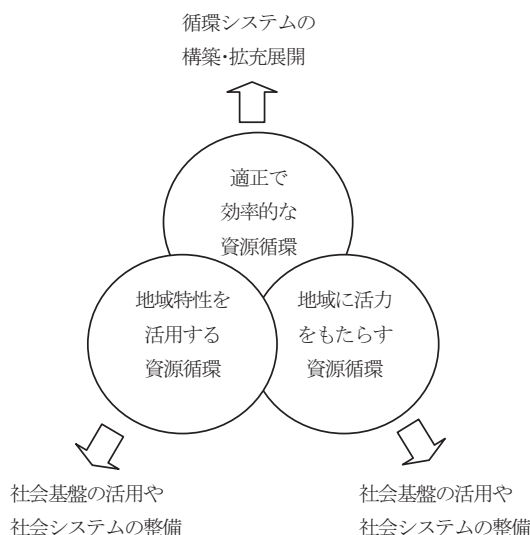 循環システムの
構築・拡充展開
適正で
効率的な
資源循環
地域特性を
活用する
資源循環
地域に活力
をもたらす
資源循環
社会基盤の活用や
社会システムの整備
社会基盤の活用や
社会システムの整備